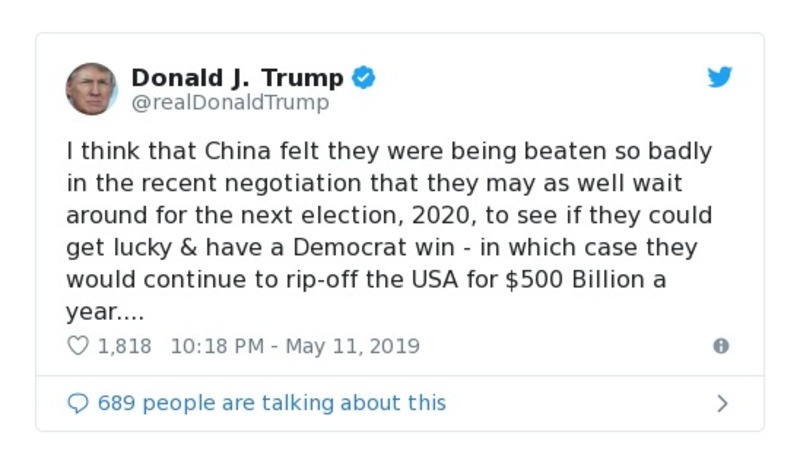 Donald J. Trump
@realDonaldTrump
I think that China felt they were being beaten so badly
in the recent negotiation that they may as well wait
around for the next election, 2020, to see if they could
get lucky & have a Democrat win - in which case they
would continue to rip-off the USA for $500 Billion a
year....
1,818 10:18 PM - May 11, 2019
689 people are talking about this